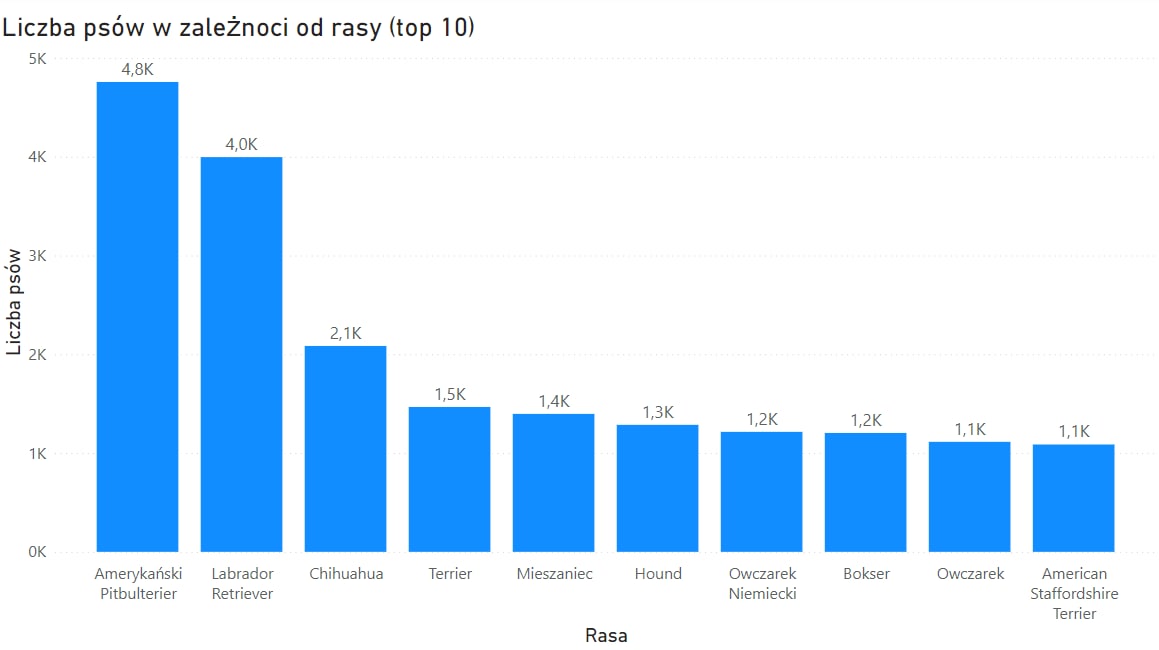 Liczba psów w zależnoci od rasy (top 10)
5K
4K
3K
2K
1K
0K
Liczba psów
4,8K
4,0K
2,1K
1,5K
1,4K
1,3K
1,2K
1,2K
1,1K
1,1K
Amerykański
Pitbulterier
Labrador
Retriever
Chihuahua
Terrier
Mieszaniec
Hound
Owczarek
Niemiecki
Bokser
Owczarek
American
Staffordshire
Terrier
Rasa